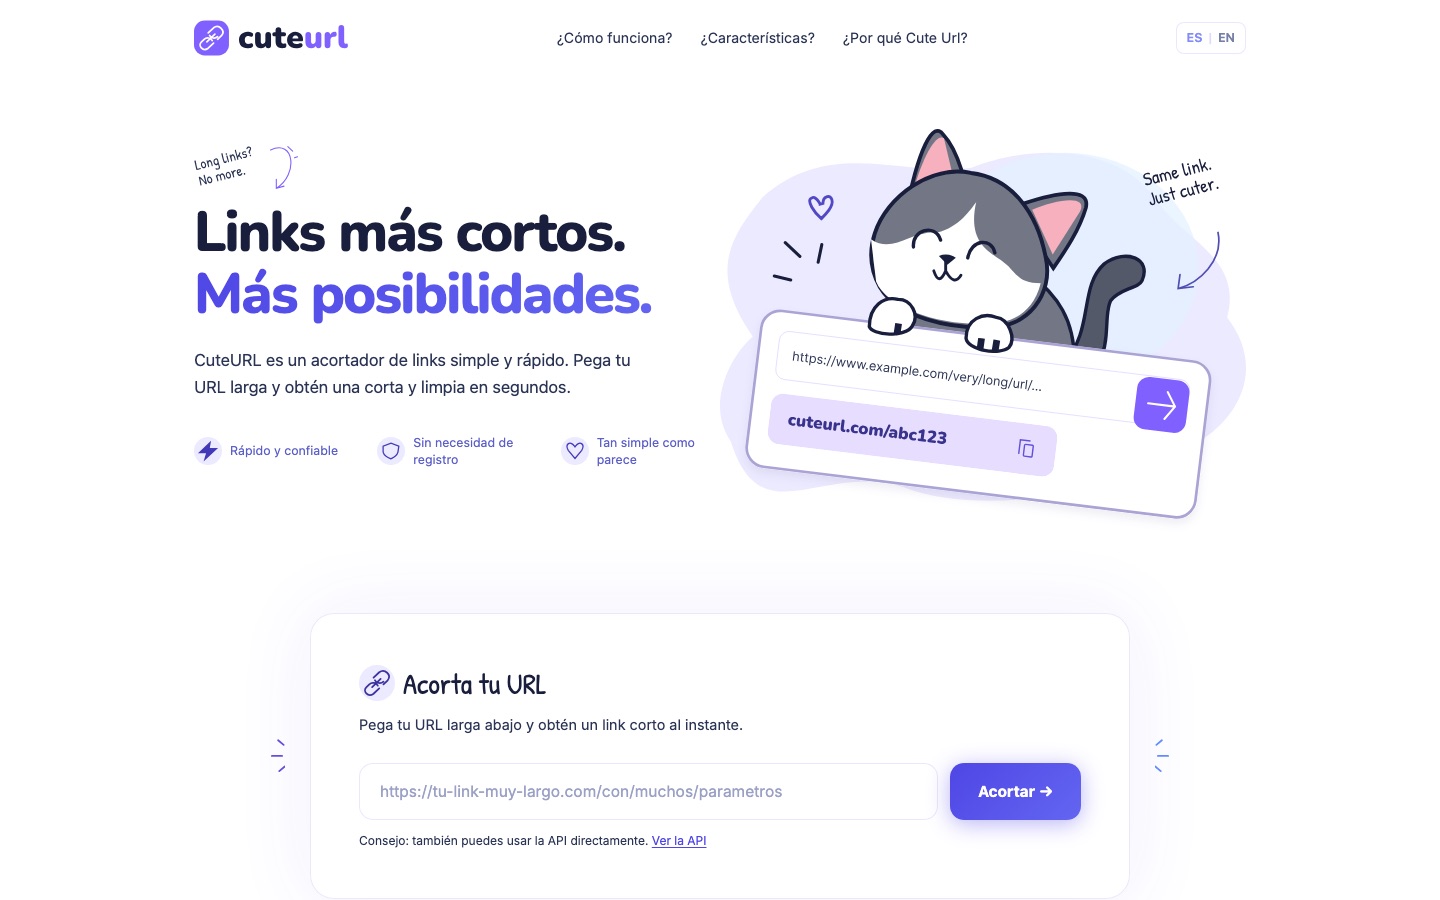 cuteurl
¿Cómo funciona?
¿Características?
¿Por qué Cute Url?
ES | EN
Long links?
No more.
Links más cortos.
Más posibilidades.
CuteURL es un acortador de links simple y rápido. Pega tu
URL larga y obtén una corta y limpia en segundos.
Rápido y confiable
Sin necesidad de
registro
Tan simple como
parece
Same link.
Just cuter.
https://www.example.com/very/long/url/...
cuteurl.com/abc123
Acorta tu URL
Pega tu URL larga abajo y obtén un link corto al instante.
https://tu-link-muy-largo.com/con/muchos/parametros
Acortar →
Consejo: también puedes usar la API directamente. Ver la API